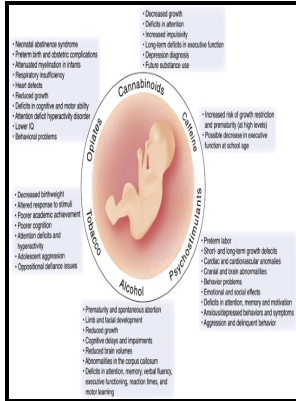 • Decreased growth
• Deficits in attention
• Increased impulsivity
• Long-term deficits in executive function
• Depression diagnosis
• Future substance use
• Neonatal abstinence syndrome
• Preterm birth and obstetric complications
• Attenuated myelination in infants
• Respiratory insufficiency
• Heart defects
• Reduced growth
• Deficits in cognitive and motor ability
• Attention deficit hyperactivity disorder
• Lower IQ
• Behavioral problems
Cannabinoids
Opiates
Caffeine
• Increased risk of growth restriction
and prematurity (at high levels)
• Possible decrease in executive
function at school age
• Decreased birthweight
• Altered response to stimuli
• Poorer academic achievement
• Poorer cognition
• Attention deficits and
hyperactivity
• Adolescent aggression
• Oppositional defiance issues
Tobacco
Alcohol
Psychostimulants
• Preterm labor
• Short- and long-term growth defects
• Cardiac and cardiovascular anomalies
• Cranial and brain abnormalities
• Behavior problems
• Emotional and social effects
• Deficits in attention, memory and motivation
• Anxious/depressed behaviors and symptoms
• Aggression and delinquent behavior
• Prematurity and spontaneous abortion
• Limb and facial development
• Reduced growth
• Cognitive delays and impairments
• Reduced brain volumes
• Abnormalities in the corpus collosum
• Deficits in attention, memory, verbal fluency,
executive functioning, reaction times, and
motor learning